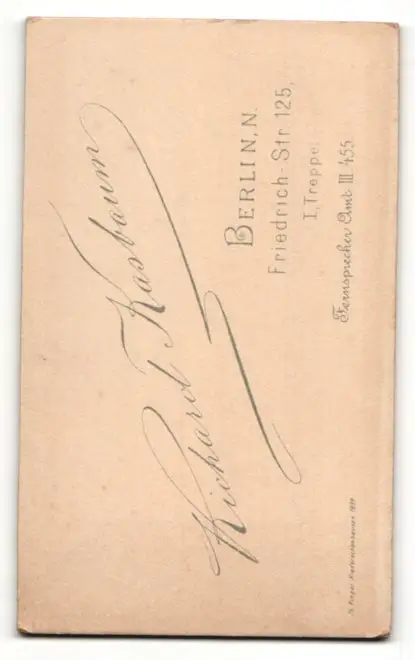 Richard Kasbaum
BERLIN, N.
Friedrich-Str. 125,
I, Treppe
Fernsprecher Amt III 455